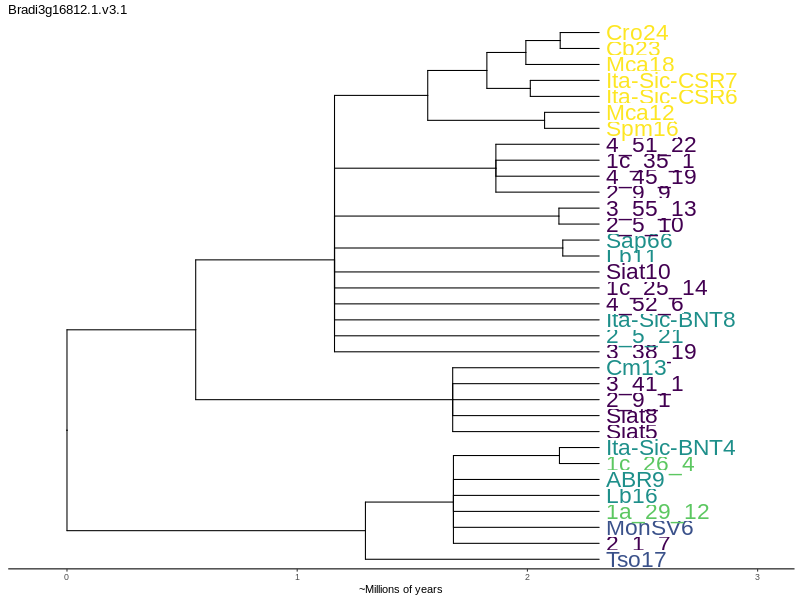 Bradi3g16812.1.v3.1
Cro24
Cb23
Mca18
Ita-Sic-CSR7
Ita-Sic-CSR6
Mca12
Spm16
4_51_22
1c_35_1
4_45_19
2_9_9
3_55_13
2_5_10
Sap66
Lb11
Siat10
1c_25_14
4_52_6
Ita-Sic-BNT8
2_5_21
3_38_19
Cm13
3_41_1
2_9_1
Siat8
Siat5
Ita-Sic-BNT4
1c_26_4
ABR9
Lb16
1a_29_12
MonSV6
2_1_7
Tso17
0 1 2 3
~Millions of years